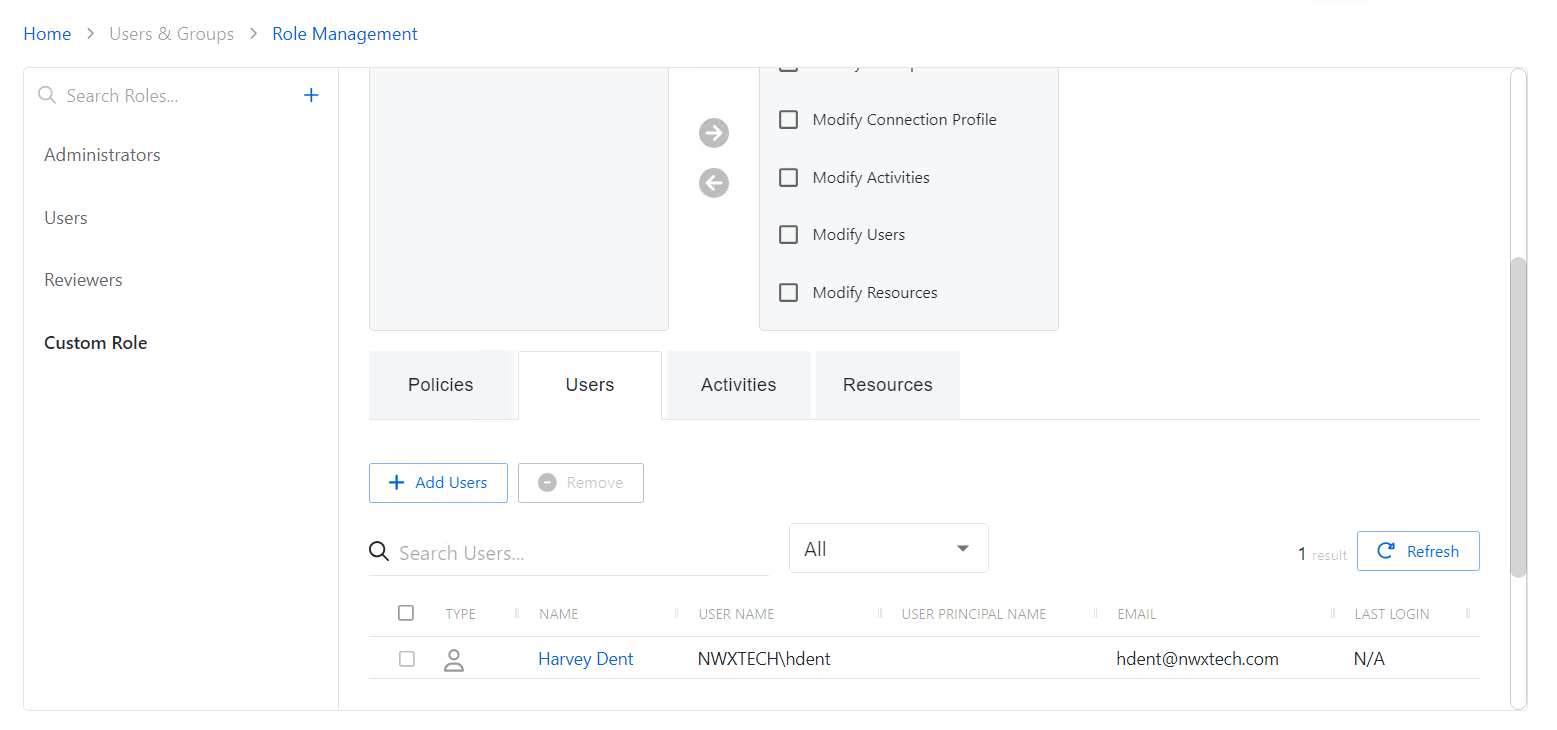 Home > Users & Groups > Role Management
Search Roles...
Administrators
Users
Reviewers
Custom Role
Modify Connection Profile
Modify Activities
Modify Users
Modify Resources
Policies Users Activities Resources
Add Users Remove
Search Users... All 1 result Refresh
TYPE NAME USER NAME USER PRINCIPAL NAME EMAIL LAST LOGIN
Harvey Dent NWXTECH\hdent hdent@nwxtech.com N/A